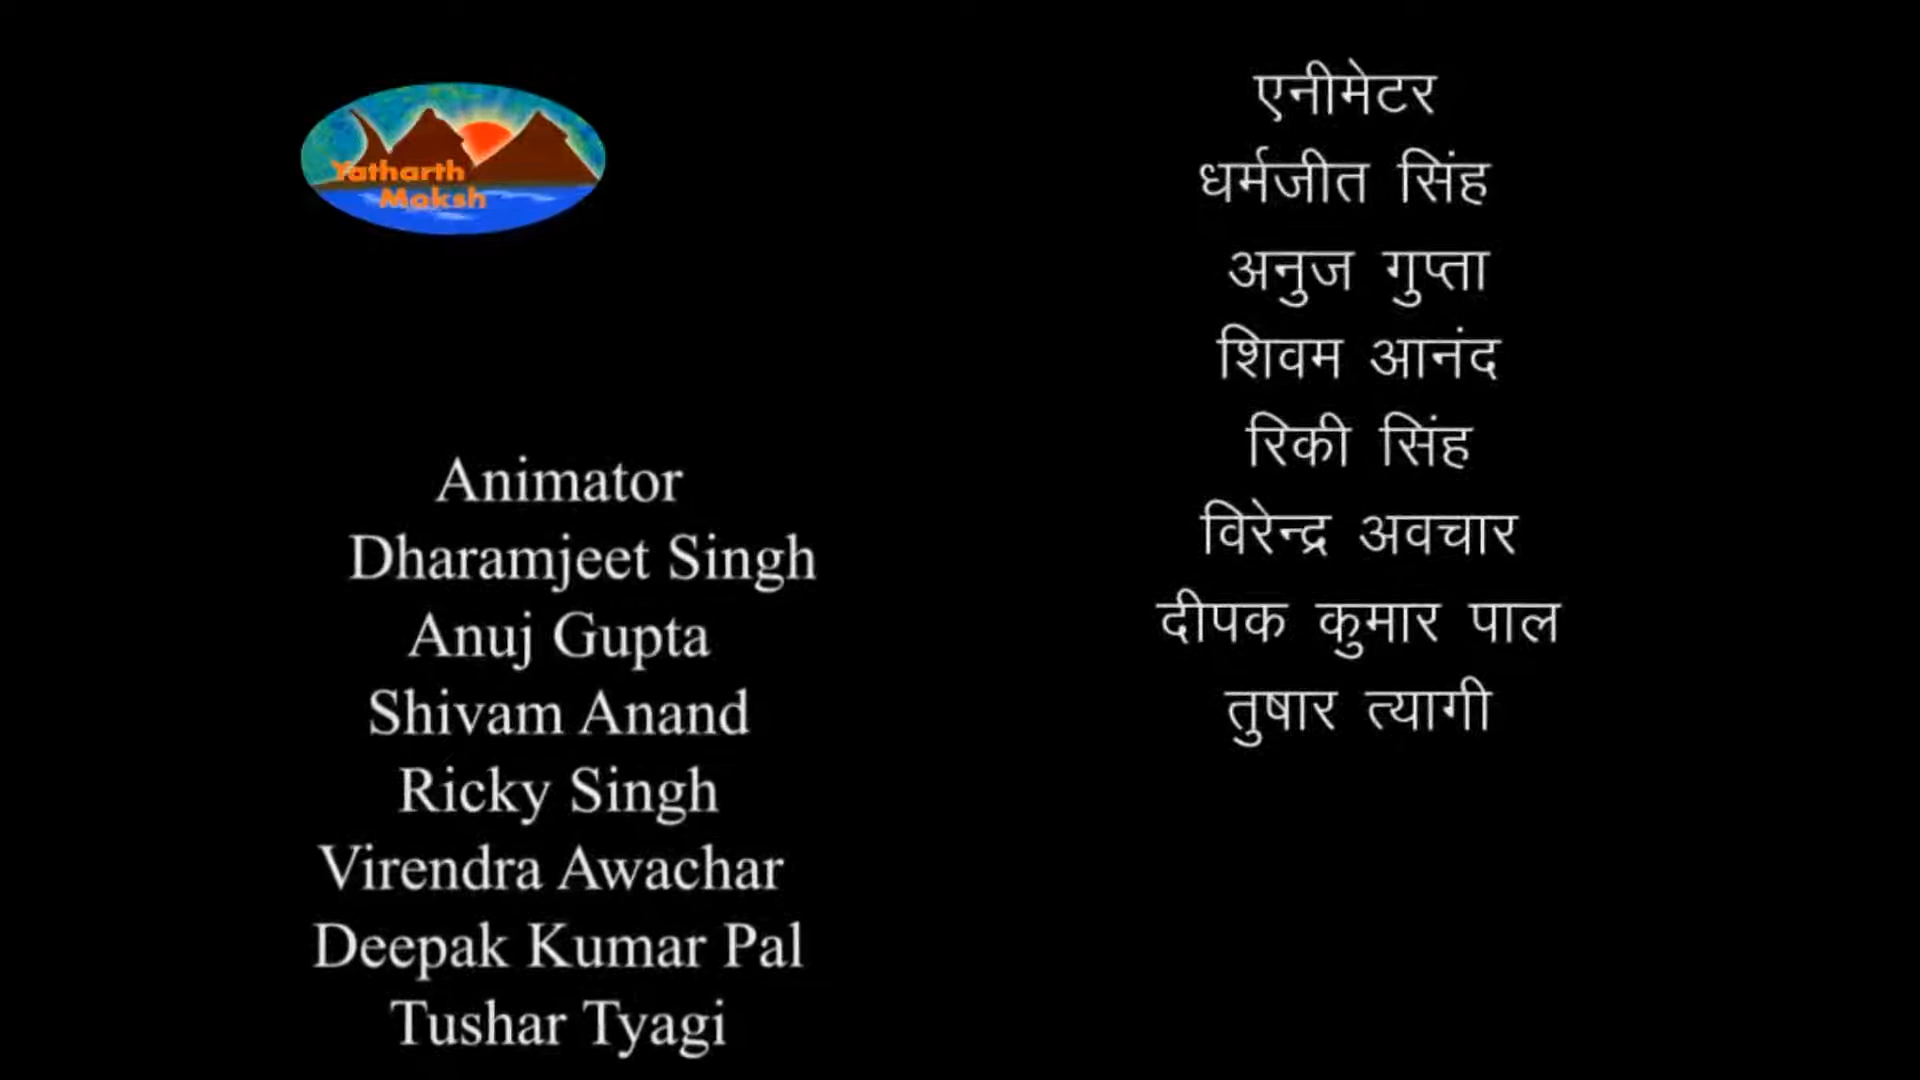 Yatharth
Maksh
Animator
Dharamjeet Singh
Anuj Gupta
Shivam Anand
Ricky Singh
Virendra Awachar
Deepak Kumar Pal
Tushar Tyagi
एनीमेटर
धर्मजीत सिंह
अनुज गुप्ता
शिवम आनंद
रिकी सिंह
विरेन्द्र अवचार
दीपक कुमार पाल
तुषार त्यागी